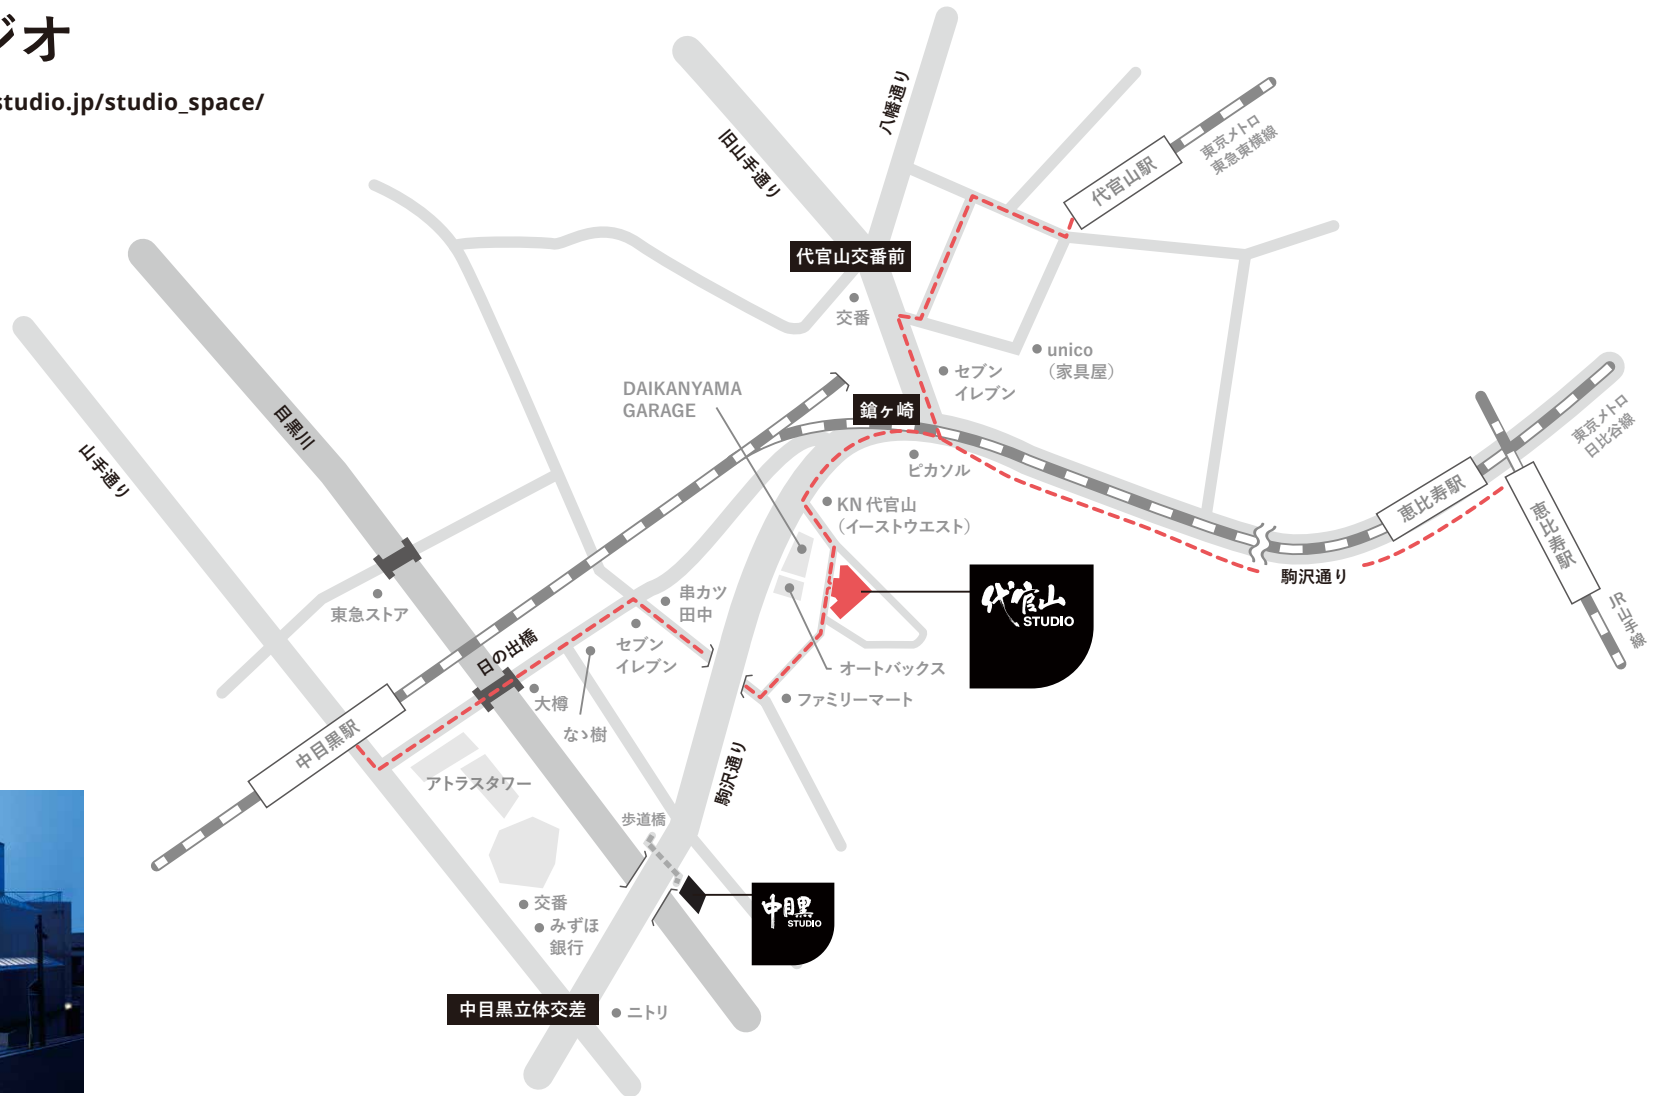 ジオ
studio.jp/studio_space/
八幡通り
旧山手通り
東京メトロ
東急東横線
代官山駅
代官山交番前
交番
unico
（家具屋）
セブン
イレブン
DAIKANYAMA
GARAGE
鎗ヶ崎
目黒川
山手通り
ピカソル
KN 代官山
（イーストウエスト）
東京メトロ
日比谷線
恵比寿駅
恵比寿駅
駒沢通り
JR山手線
代官山
STUDIO
東急ストア
串カツ
田中
日の出橋
セブン
イレブン
オートバックス
ファミリーマート
大樽
なゝ樹
中目黒駅
アトラスタワー
駒沢通り
歩道橋
中目黒
STUDIO
交番
みずほ
銀行
中目黒立体交差
ニトリ